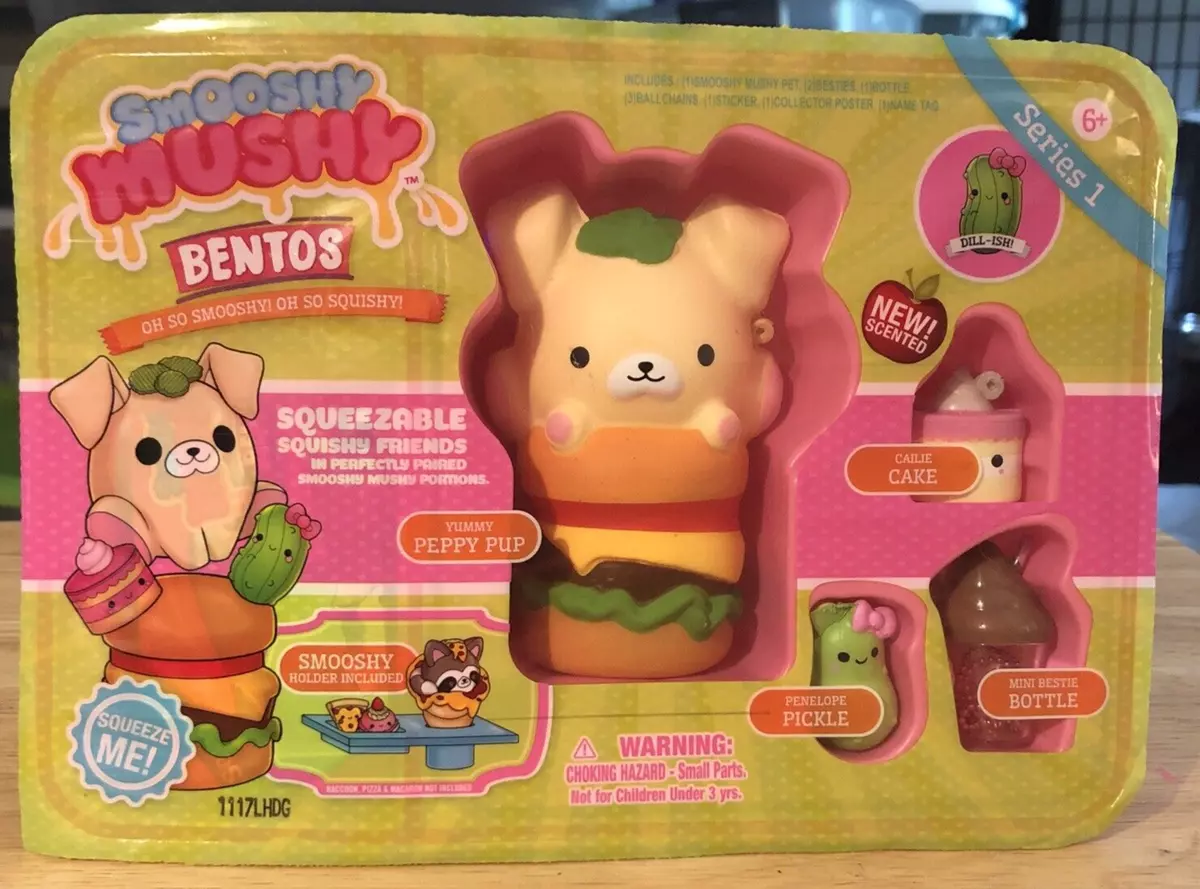 SMOOSHY
MUSHY™
BENTOS
OH SO SMOOSHY! OH SO SQUISHY!
INCLUDES: (1)SMOOSHY MUSHY PET, (2)BESTIES, (1)BOTTLE
(3)BALL CHAINS, (1)STICKER, (1)COLLECTOR POSTER, (1)NAME TAG
Series 1
6+
DILL-ISH!
NEW!
SCENTED
SQUEEZABLE
SQUISHY FRIENDS
IN PERFECTLY PAIRED
SMOOSHY MUSHY PORTIONS.
YUMMY
PEPPY PUP
CAILIE
CAKE
SMOOSHY
HOLDER INCLUDED
RACCOON, PIZZA & MACARON NOT INCLUDED
PENELOPE
PICKLE
MINI BESTIE
BOTTLE
SQUEEZE
ME!
WARNING:
CHOKING HAZARD - Small Parts.
Not for Children Under 3 yrs.
1117LHDG